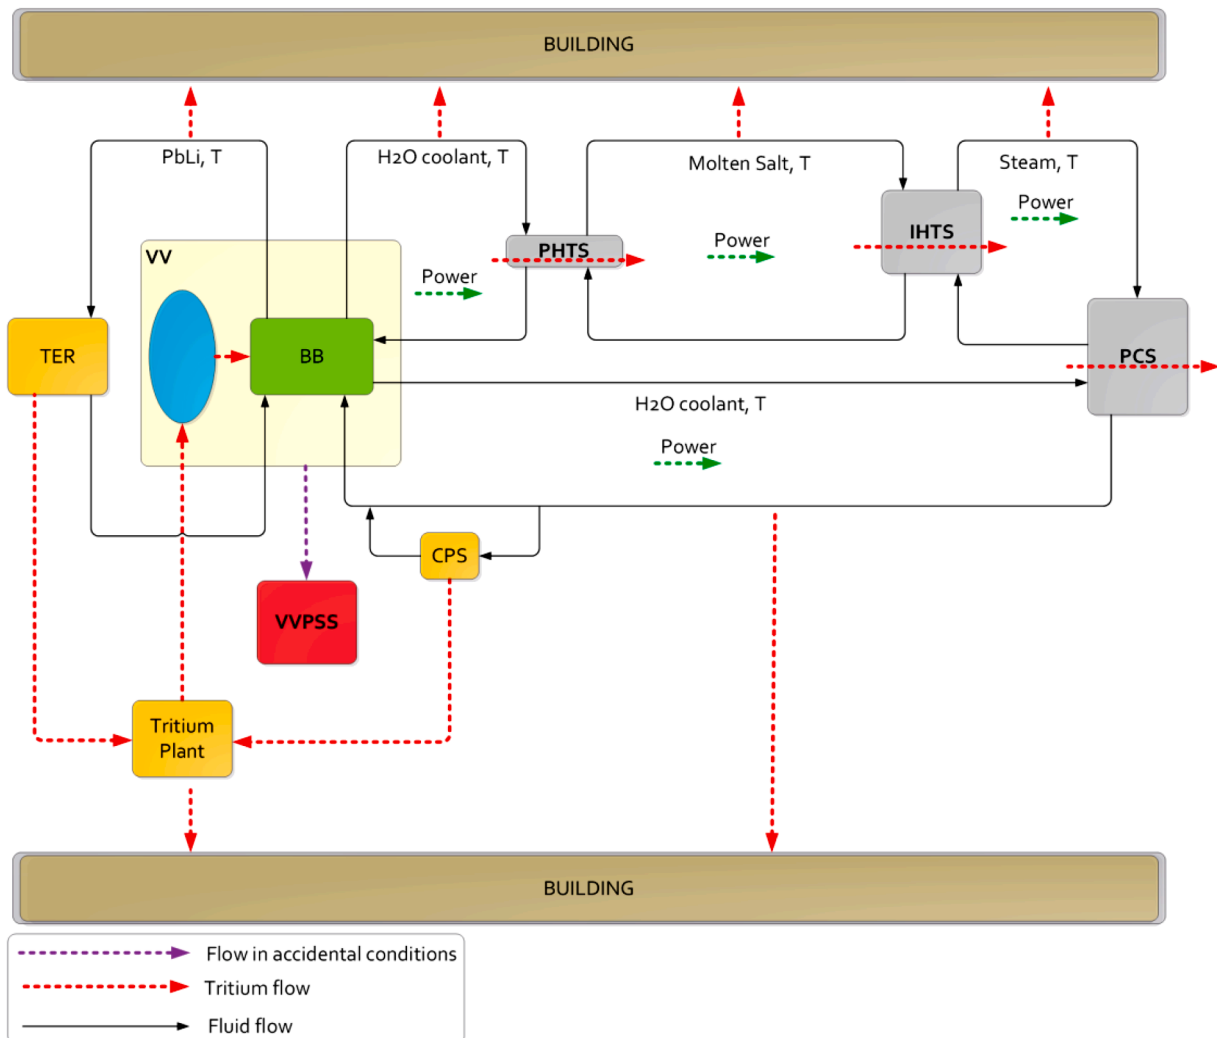 BUILDING
PbLi, T
H2O coolant, T
Molten Salt, T
Steam, T
Power
IHTS
Power
PHTS
VV
Power
TER
BB
PCS
H2O coolant, T
Power
CPS
VVPSS
Tritium
Plant
BUILDING
Flow in accidental conditions
Tritium flow
Fluid flow